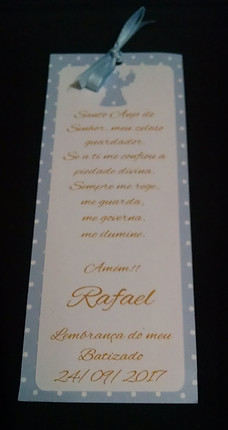 Santo Anjo do
Senhor, meu zeloso
guardador.
Se a ti me confiou a
piedade divina.
Sempre me rege,
me guarda,
me governa,
me ilumine.
Amém!!
Rafael
Lembrança do meu
Batizado
24/09/2017